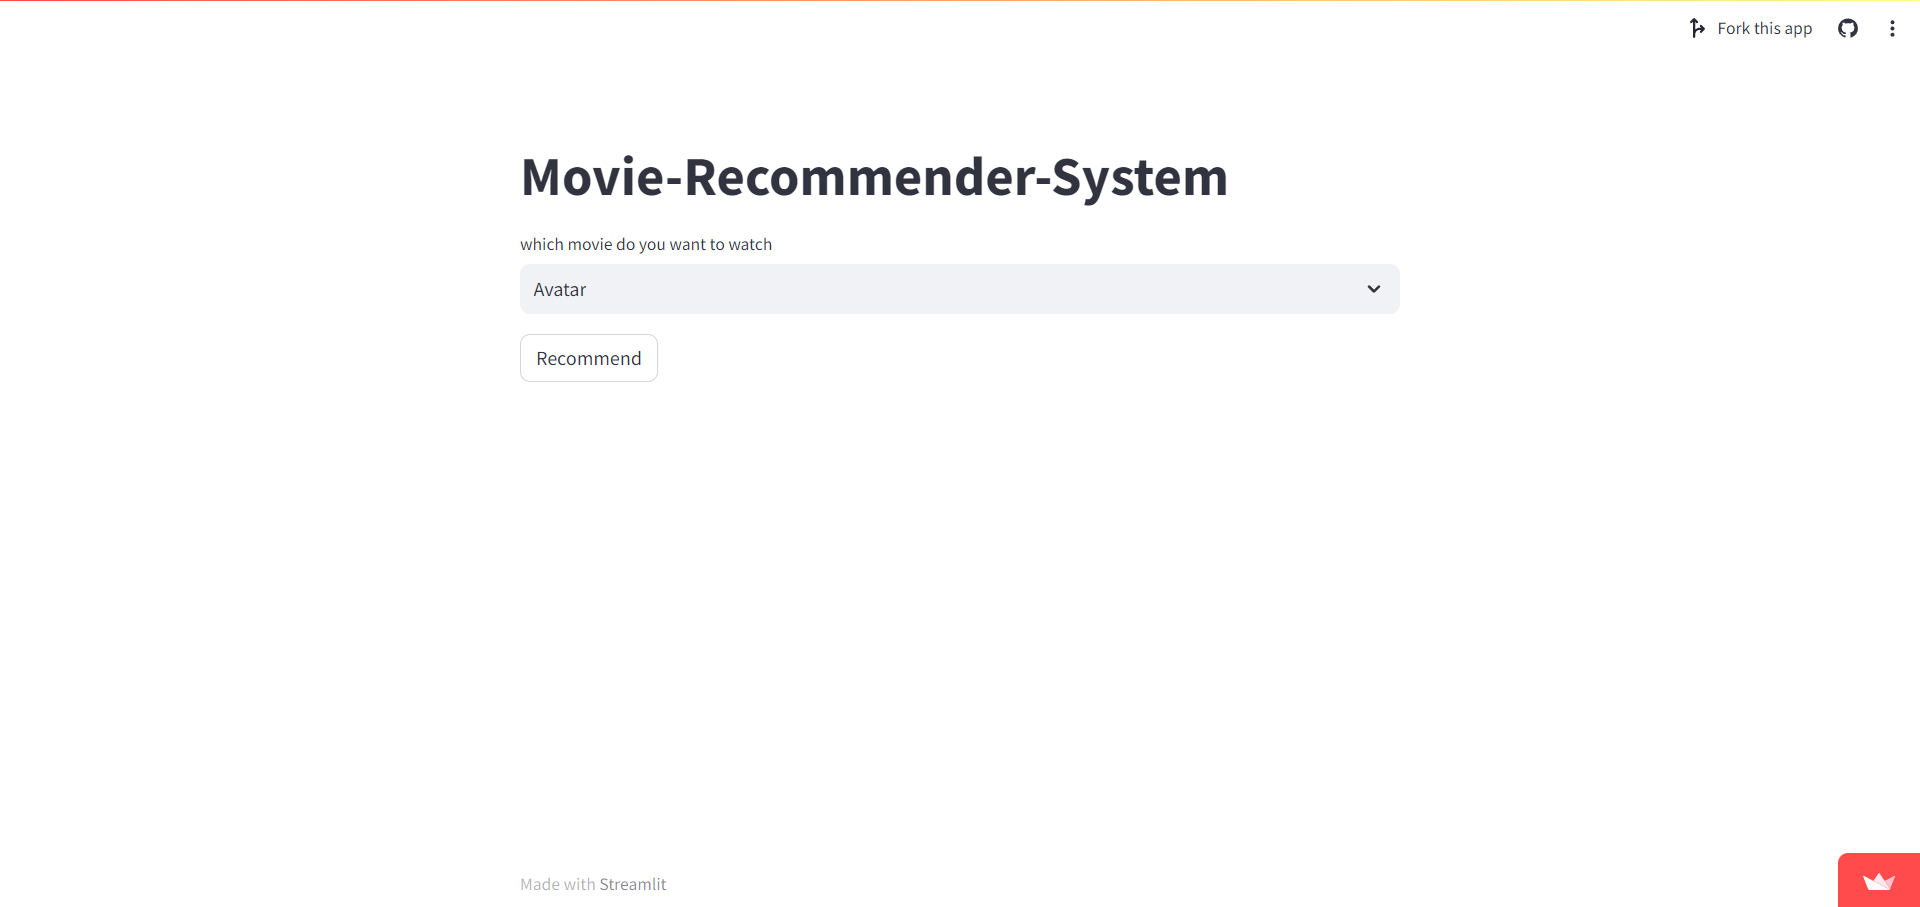 Fork this app
Movie-Recommender-System
which movie do you want to watch
Avatar
Recommend
Made with Streamlit